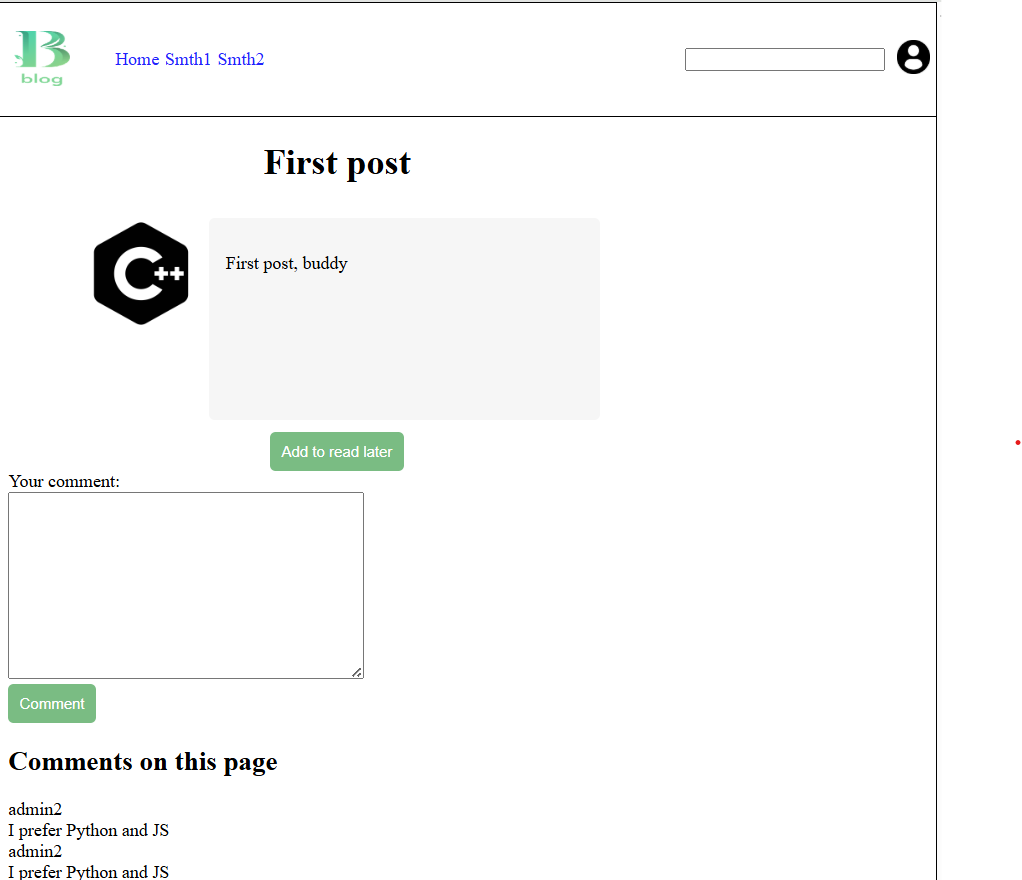 B
blog
Home Smth1 Smth2
First post
C++
First post, buddy
Add to read later
Your comment:
Comment
Comments on this page
admin2
I prefer Python and JS
admin2
I prefer Python and JS